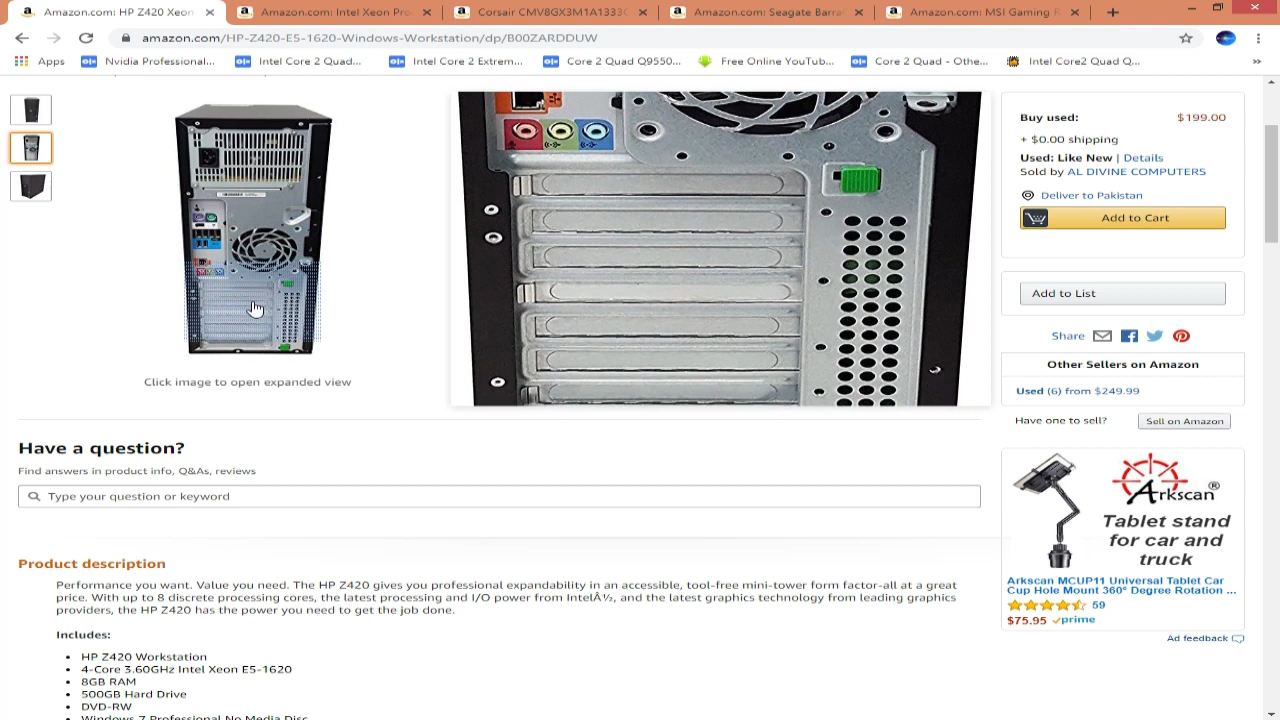 Amazon.com: HP Z420 Xeon
Amazon.com: Intel Xeon Pro
Corsair CMV8GX3M1A1333C
Amazon.com: Seagate Barra
Amazon.com: MSI Gaming R
amazon.com/HP-Z420-E5-1620-Windows-Workstation/dp/B00ZARDDUW
Apps
Nvidia Professional...
Intel Core 2 Quad...
Intel Core 2 Extrem...
Core 2 Quad Q9550...
Free Online YouTub...
Core 2 Quad - Othe...
Intel Core2 Quad Q...
»
Click image to open expanded view
Buy used:
$199.00
+ $0.00 shipping
Used: Like New | Details
Sold by AL DIVINE COMPUTERS
Deliver to Pakistan
Add to Cart
Add to List
Share
Other Sellers on Amazon
Used (6) from $249.99
Have one to sell?
Sell on Amazon
Arkscan®
Tablet stand
for car and
truck
Arkscan MCUP11 Universal Tablet Car
Cup Hole Mount 360° Degree Rotation ...
59
$75.95 prime
Ad feedback
Have a question?
Find answers in product info, Q&As, reviews
Type your question or keyword
Product description
Performance you want. Value you need. The HP Z420 gives you professional expandability in an accessible, tool-free mini-tower form factor-all at a great
price. With up to 8 discrete processing cores, the latest processing and I/O power from IntelÂ½, and the latest graphics technology from leading graphics
providers, the HP Z420 has the power you need to get the job done.
Includes:
• HP Z420 Workstation
• 4-Core 3.60GHz Intel Xeon E5-1620
• 8GB RAM
• 500GB Hard Drive
• DVD-RW
• Windows 7 Professional No Media Disc